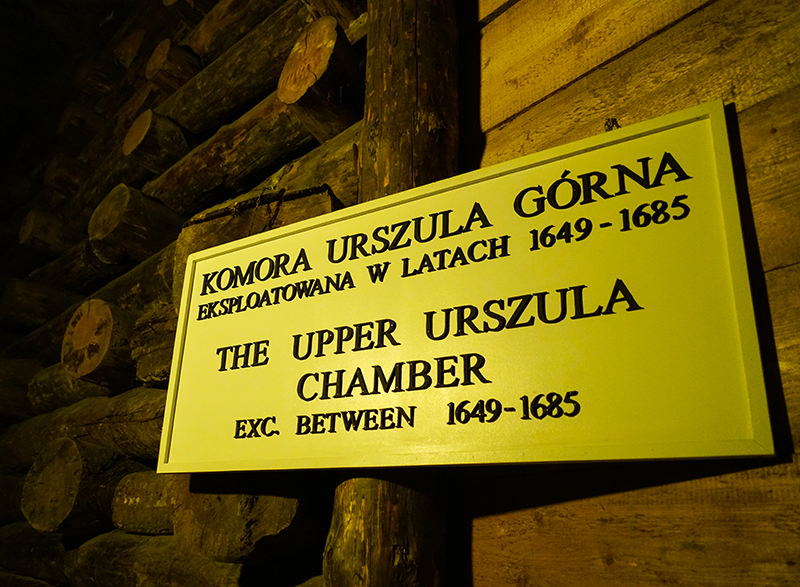 KOMORA URSZULA GÓRNA
EKSPLOATOWANA W LATACH 1649 - 1685
THE UPPER URSZULA
CHAMBER
EXC. BETWEEN 1649-1685